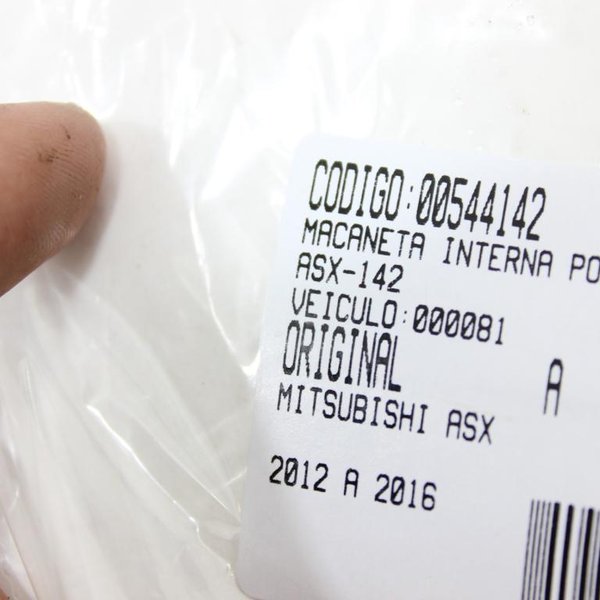 CODIGO:00544142
MACANETA INTERNA PO
ASX-142
VEICULO:000081
ORIGINAL A
MITSUBISHI ASX
2012 A 2016